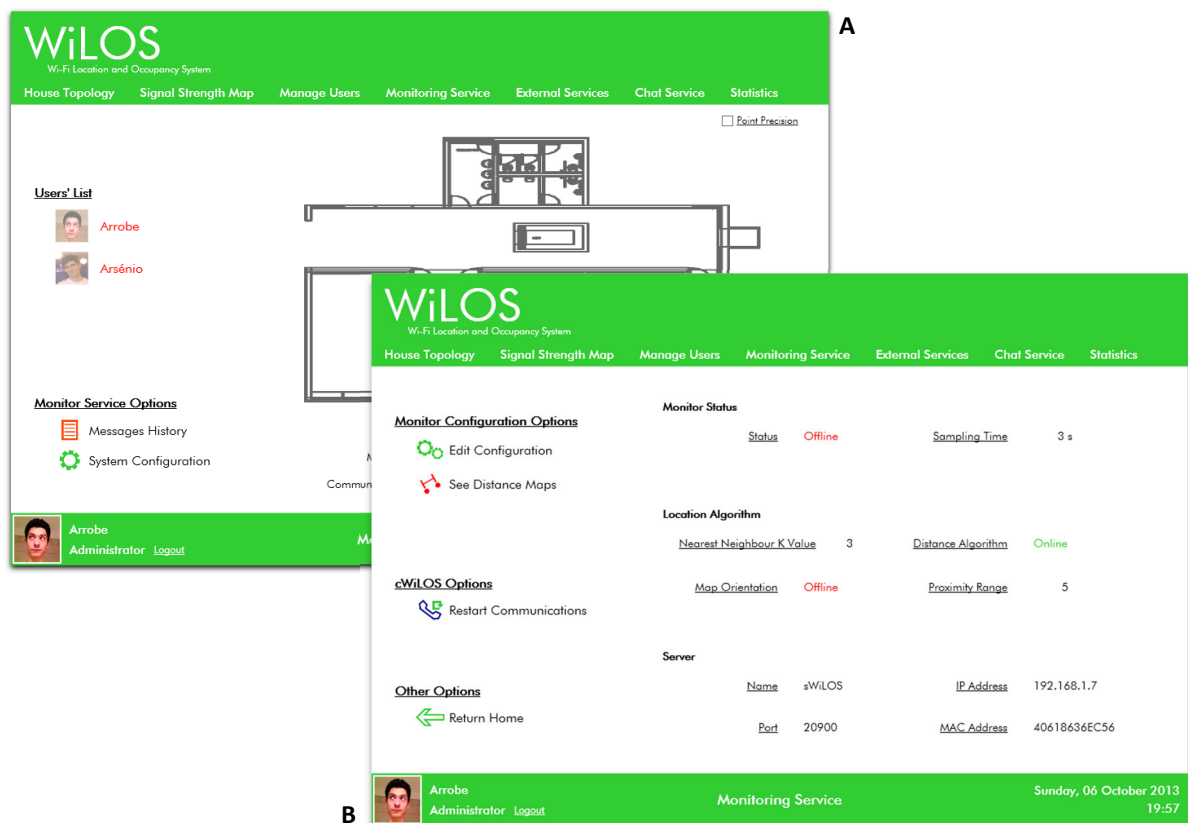 A
WiLOS
Wi-Fi Location and Occupancy System
House Topology Signal Strength Map Manage Users Monitoring Service External Services Chat Service Statistics
Point Precision
Users' List
Arrobe
Arsénio
Monitor Service Options
Messages History
System Configuration
Arrobe
Administrator Logout
WiLOS
Wi-Fi Location and Occupancy System
House Topology Signal Strength Map Manage Users Monitoring Service External Services Chat Service Statistics
Monitor Configuration Options
Edit Configuration
See Distance Maps
cWiLOS Options
Restart Communications
Other Options
Return Home
Monitor Status
Status Offline Sampling Time 3 s
Location Algorithm
Nearest Neighbour K Value 3 Distance Algorithm Online
Map Orientation Offline Proximity Range 5
Server
Name sWiLOS IP Address 192.168.1.7
Port 20900 MAC Address 40618636EC56
Arrobe
Administrator Logout
Monitoring Service
Sunday, 06 October 2013
19:57
B